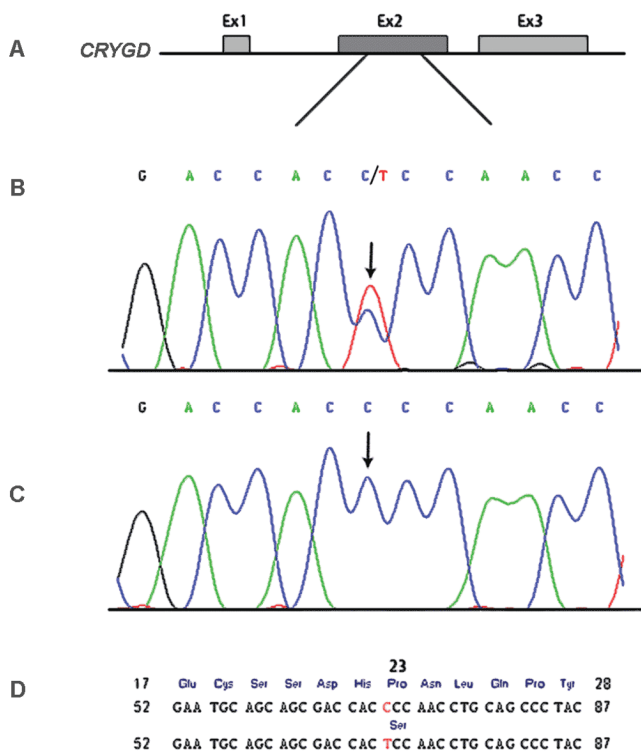 Ex1 Ex2 Ex3
A CRYGD
B
G A C C A C C/T C C A A C C
G A C C A C C C C A A C C
C
23
D 17 Glu Cys Ser Ser Asp His Pro Asn Leu Gln Pro Tyr 28
52 GAA TGC AGC AGC GAC CAC CCC AAC CTG CAG CCC TAC 87
Ser
52 GAA TGC AGC AGC GAC CAC TCC AAC CTG CAG CCC TAC 87